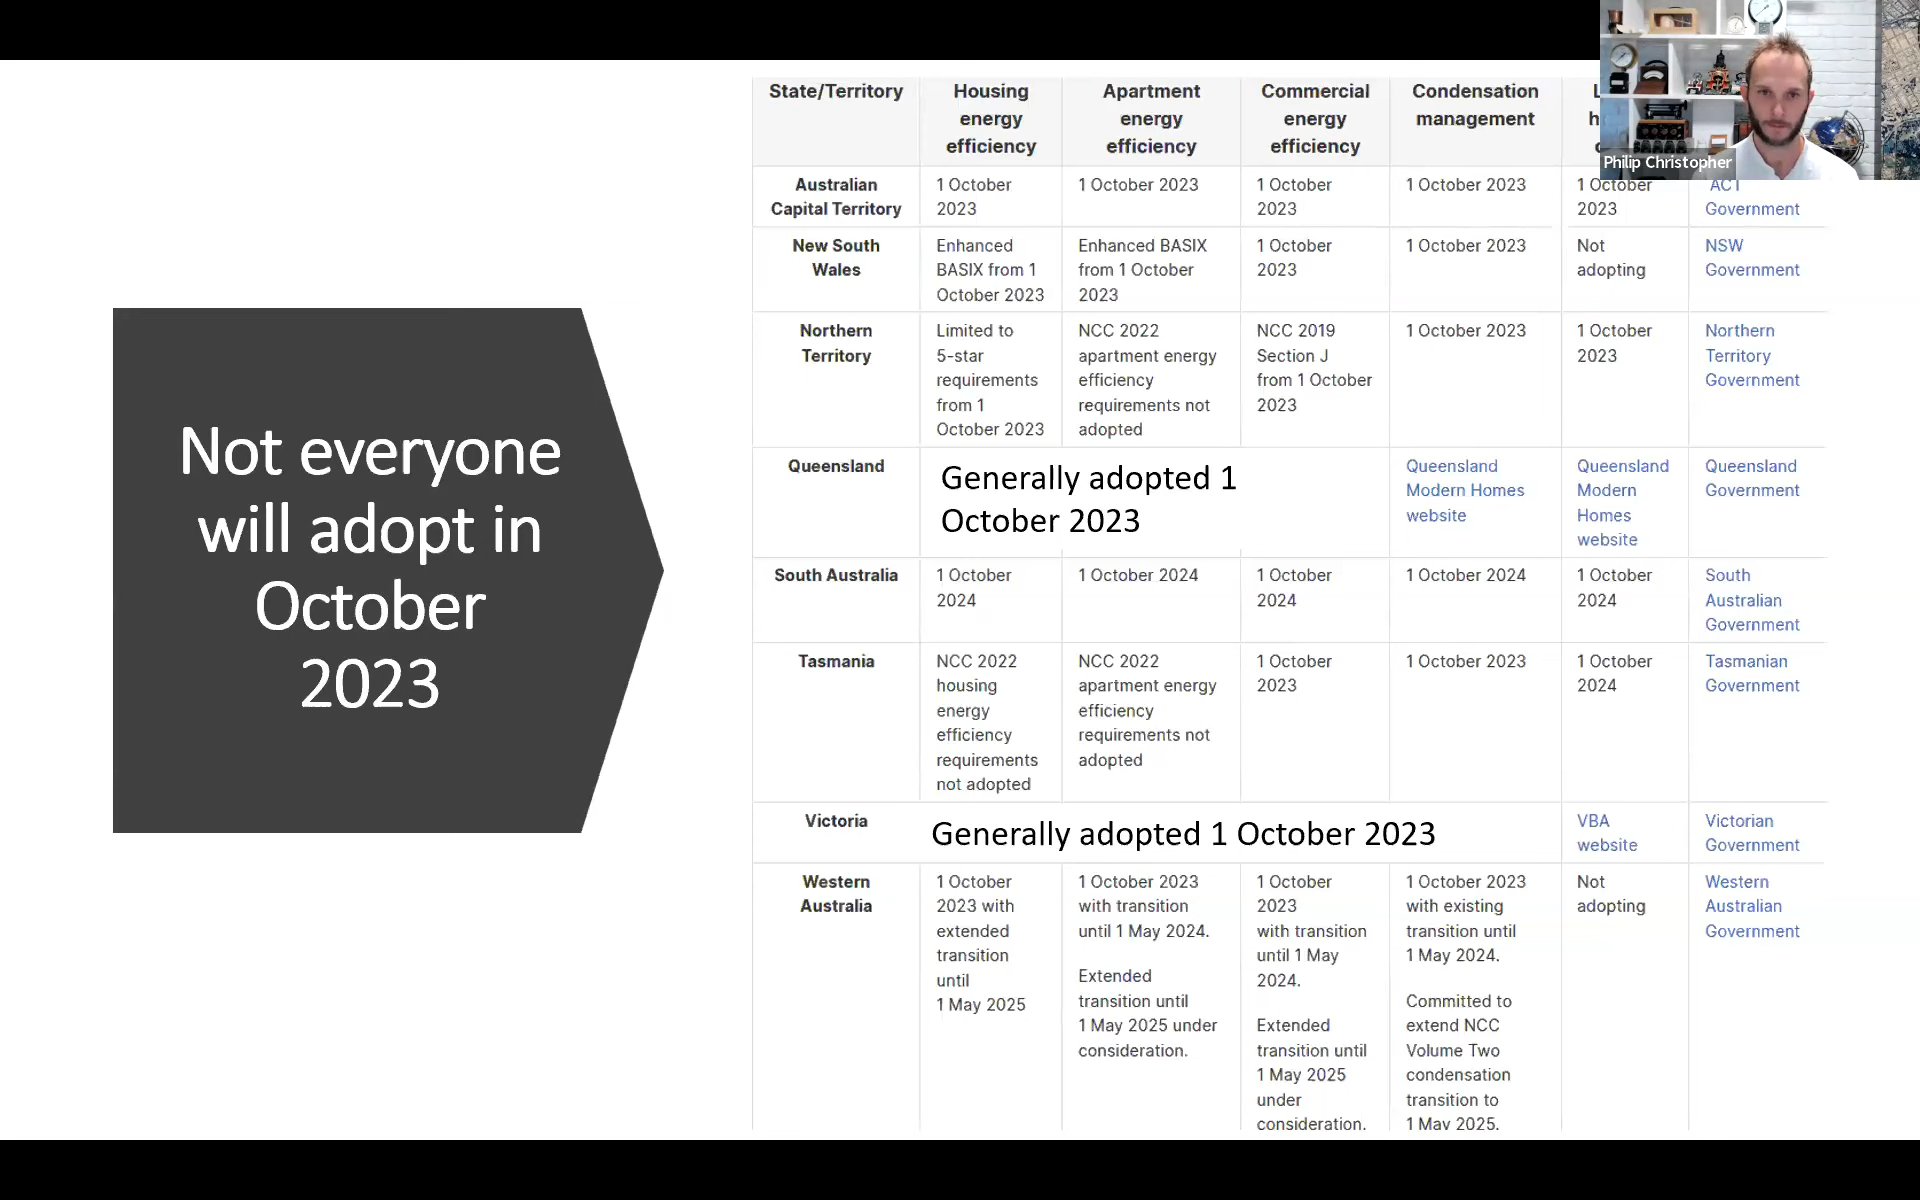 Not everyone
will adopt in
October
2023
State/Territory
Housing
energy
efficiency
Apartment
energy
efficiency
Commercial
energy
efficiency
Condensation
management
Philip Christopher
Australian
Capital Territory
1 October
2023
1 October 2023
1 October
2023
1 October 2023
1 October
2023
ACT
Government
New South
Wales
Enhanced
BASIX from 1
October 2023
Enhanced BASIX
from 1 October
2023
1 October
2023
1 October 2023
Not
adopting
NSW
Government
Northern
Territory
Limited to
5-star
requirements
from 1
October 2023
NCC 2022
apartment energy
efficiency
requirements not
adopted
NCC 2019
Section J
from 1 October
2023
1 October 2023
1 October
2023
Northern
Territory
Government
Queensland
Generally adopted 1
October 2023
Queensland
Modern Homes
website
Queensland
Modern
Homes
website
Queensland
Government
South Australia
1 October
2024
1 October 2024
1 October
2024
1 October 2024
1 October
2024
South
Australian
Government
Tasmania
NCC 2022
housing
energy
efficiency
requirements
not adopted
NCC 2022
apartment energy
efficiency
requirements not
adopted
1 October
2023
1 October 2023
1 October
2024
Tasmanian
Government
Victoria
Generally adopted 1 October 2023
VBA
website
Victorian
Government
Western
Australia
1 October
2023 with
extended
transition
until
1 May 2025
1 October 2023
with transition
until 1 May 2024.
Extended
transition until
1 May 2025 under
consideration.
1 October
2023
with transition
until 1 May
2024.
Extended
transition until
1 May 2025
under
consideration.
1 October 2023
with existing
transition until
1 May 2024.
Committed to
extend NCC
Volume Two
condensation
transition to
1 May 2025.
Not
adopting
Western
Australian
Government